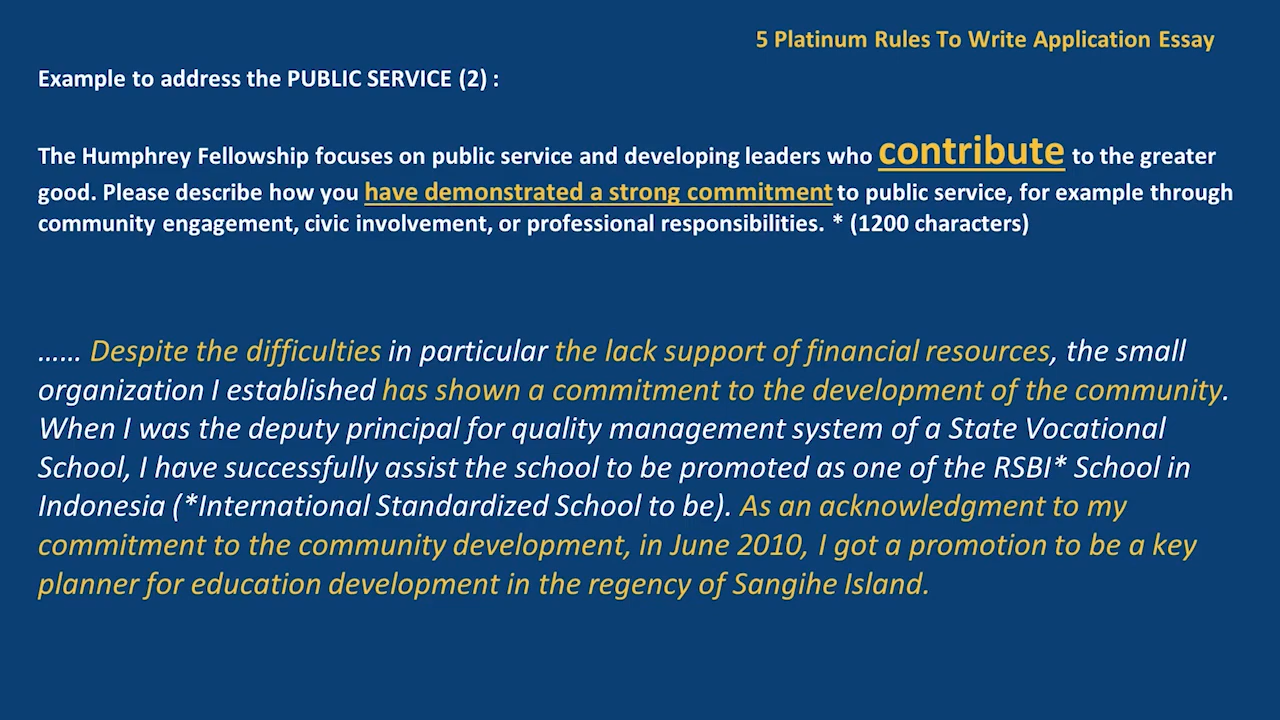 5 Platinum Rules To Write Application Essay
Example to address the PUBLIC SERVICE (2) :
The Humphrey Fellowship focuses on public service and developing leaders who contribute to the greater
good. Please describe how you have demonstrated a strong commitment to public service, for example through
community engagement, civic involvement, or professional responsibilities. * (1200 characters)
…… Despite the difficulties in particular the lack support of financial resources, the small
organization I established has shown a commitment to the development of the community.
When I was the deputy principal for quality management system of a State Vocational
School, I have successfully assist the school to be promoted as one of the RSBI* School in
Indonesia (*International Standardized School to be). As an acknowledgment to my
commitment to the community development, in June 2010, I got a promotion to be a key
planner for education development in the regency of Sangihe Island.